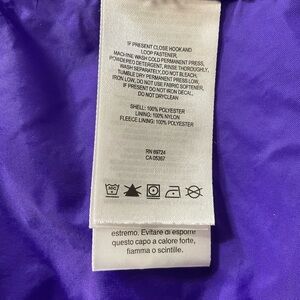 IF PRESENT CLOSE HOOK AND
LOOP FASTENER.
MACHINE WASH COLD PERMANENT PRESS,
POWDERED DETERGENT, RINSE THOROUGHLY,
WASH SEPARATELY, DO NOT BLEACH,
TUMBLE DRY PERMANENT PRESS LOW,
IRON LOW, DO NOT USE FABRIC SOFTENER,
IF PRESENT, DO NOT IRON DECAL,
DO NOT DRYCLEAN
SHELL: 100% POLYESTER
LINING: 100% NYLON
FLEECE LINING: 100% POLYESTER
RN 69724
CA 05367
estremo. Evitare di esporre
questo capo a calore forte,
fiamma o scintille.